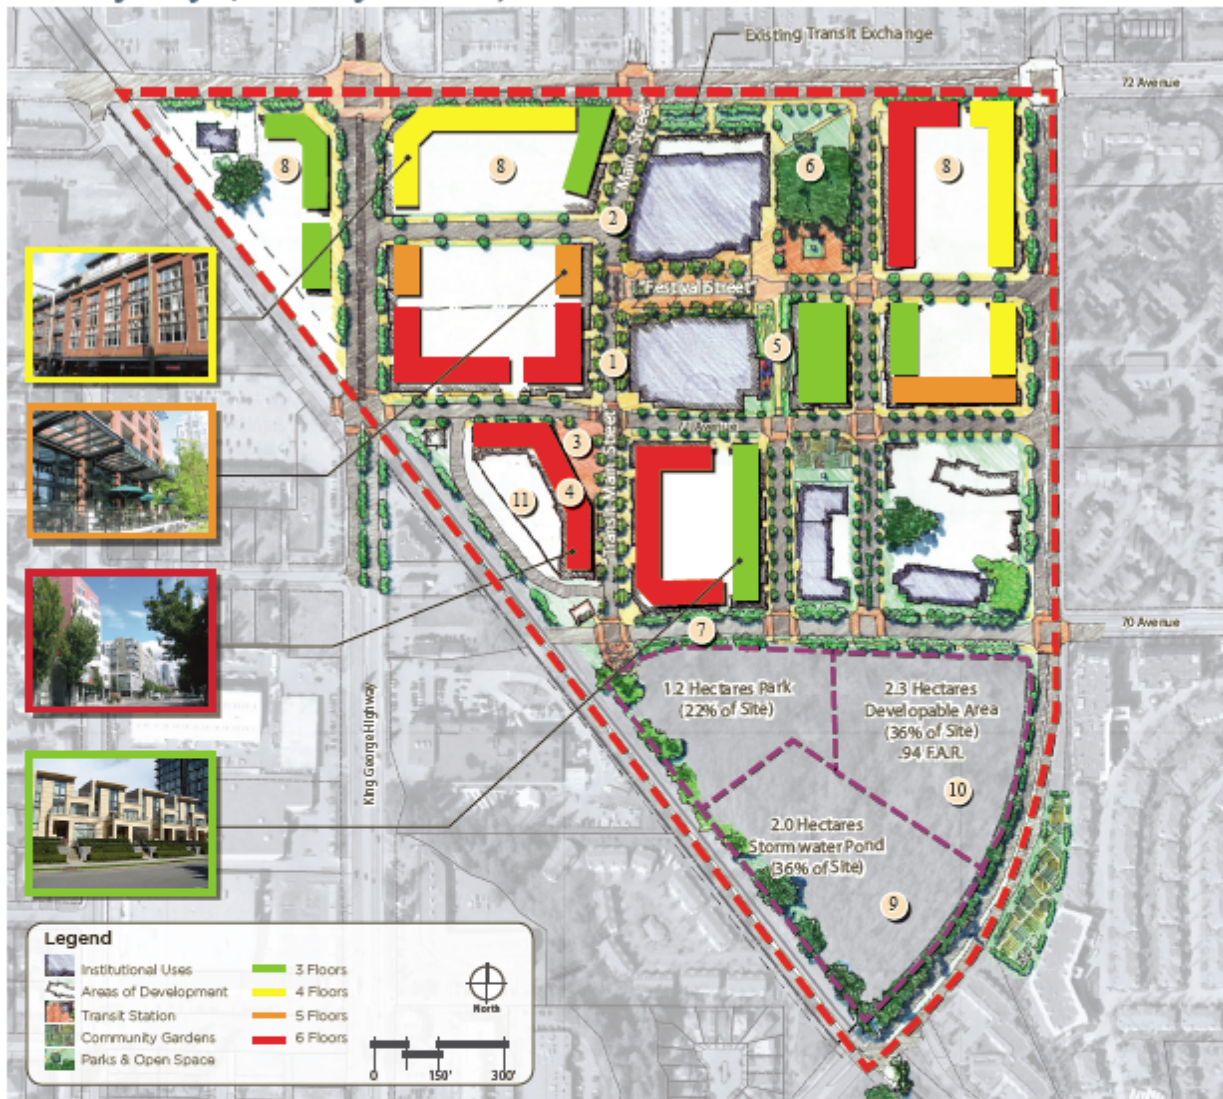 Existing Transit Exchange
72 Avenue
Main Street
8
8
6
8
2
"Festival Street"
1
5
71 Avenue
3
4
11
Transit Main Street
7
70 Avenue
1.2 Hectares Park
(22% of Site)
2.3 Hectares
Developable Area
(36% of Site)
.94 F.A.R.
10
King George Highway
2.0 Hectares
Storm water Pond
(36% of Site)
9
Legend
Institutional Uses
Areas of Development
Transit Station
Community Gardens
Parks & Open Space
3 Floors
4 Floors
5 Floors
6 Floors
North
0 150' 300'